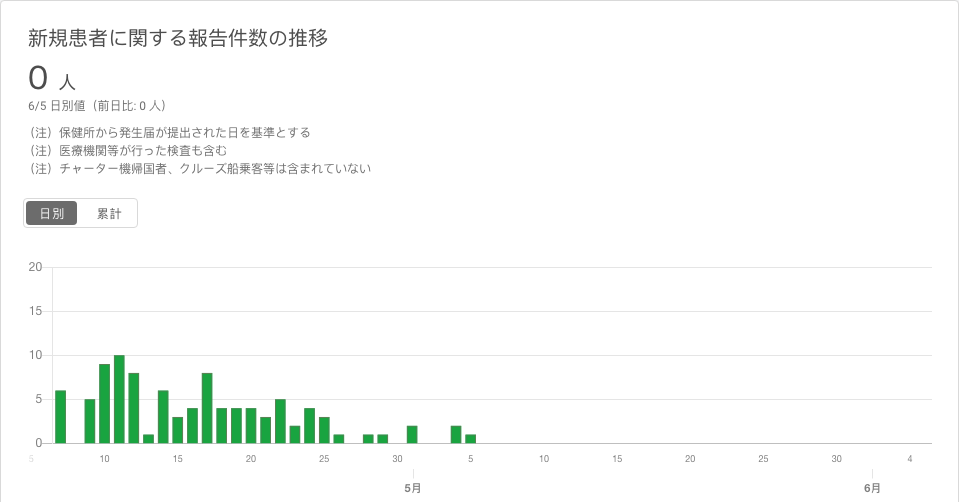 新規患者に関する報告件数の推移
0 人
6/5 日別値（前日比: 0 人）
（注）保健所から発生届が提出された日を基準とする
（注）医療機関等が行った検査も含む
（注）チャーター機帰国者、クルーズ船乗客等は含まれていない
日別 累計
20
15
10
5
0
5 10 15 20 25 30 5 10 15 20 25 30 4
5月 6月